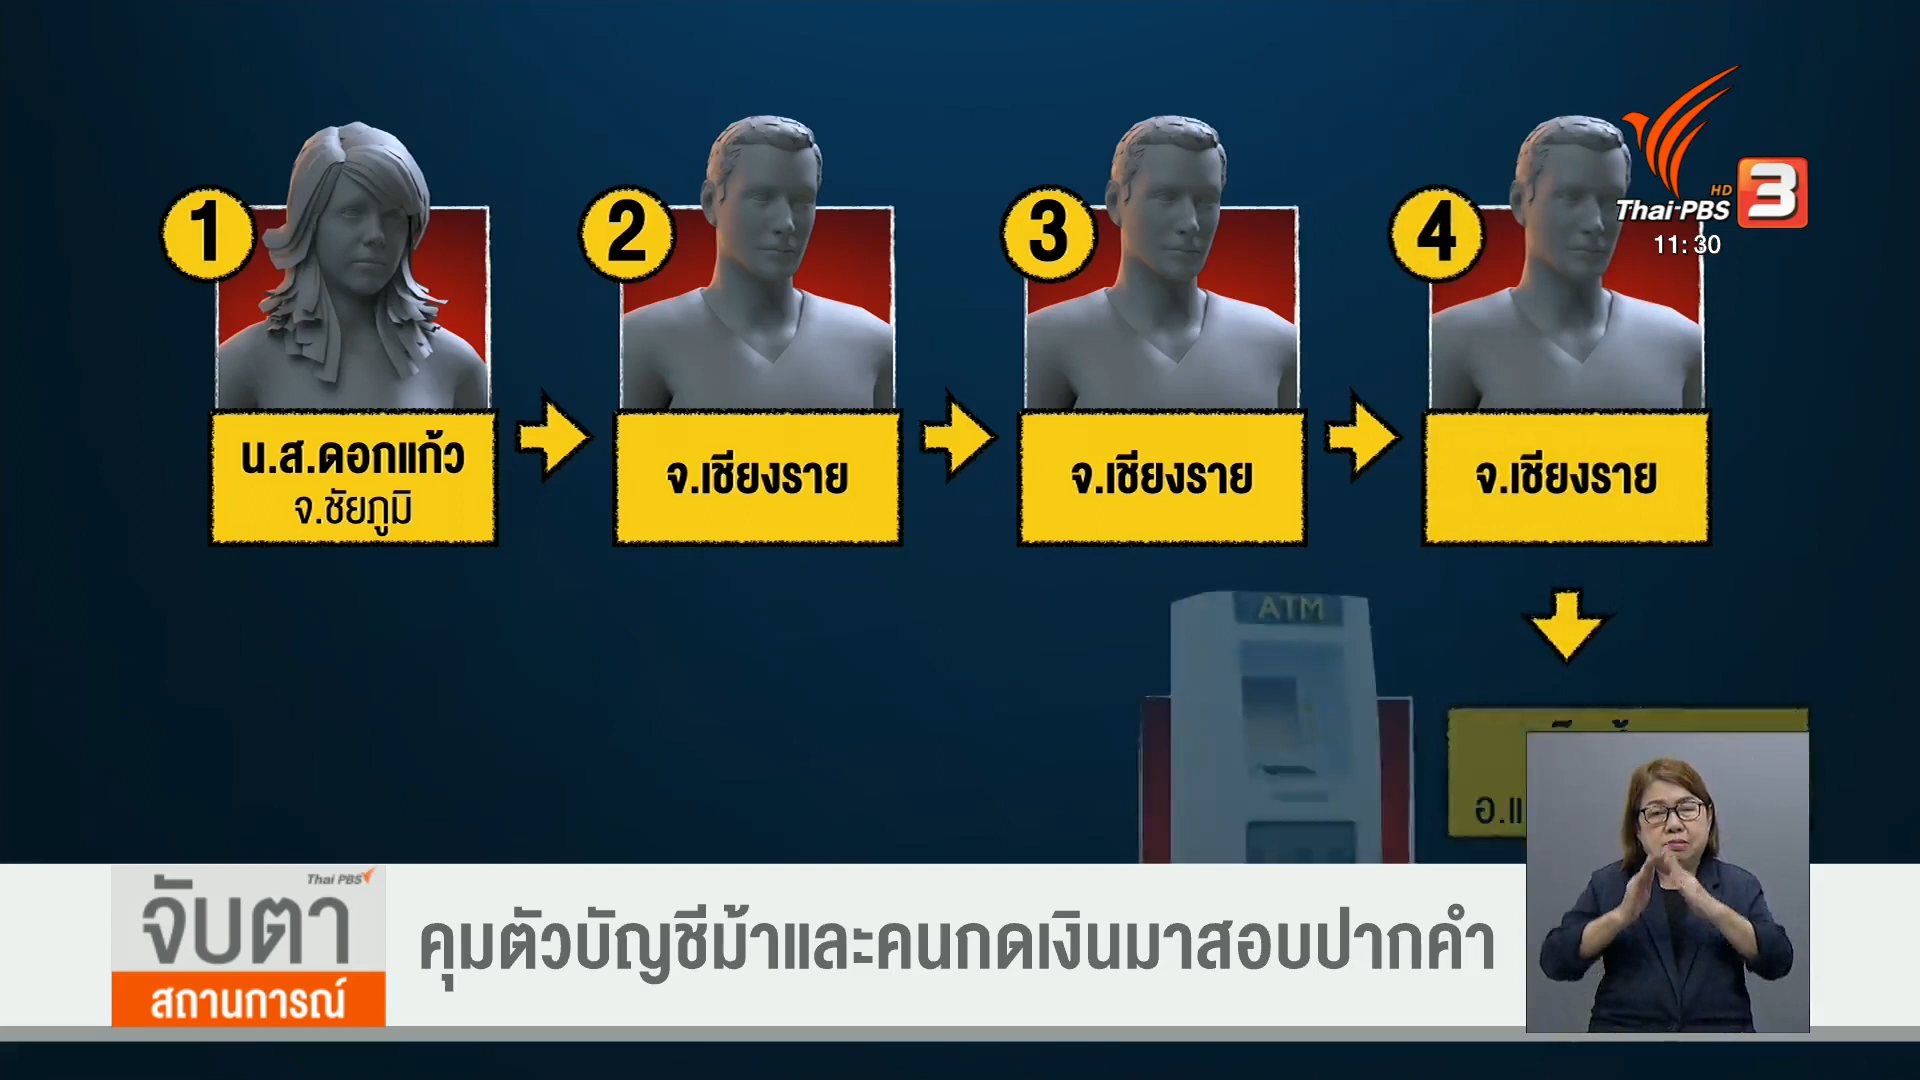 1
2
3
4
HD
Thai PBS
3
11:30
น.ส.ดอกแก้ว
จ.ชัยภูมิ
จ.เชียงราย
จ.เชียงราย
จ.เชียงราย
ATM
Thai PBS
จับตา
สถานการณ์
คุมตัวบัญชีม้าและคนกดเงินมาสอบปากคำ